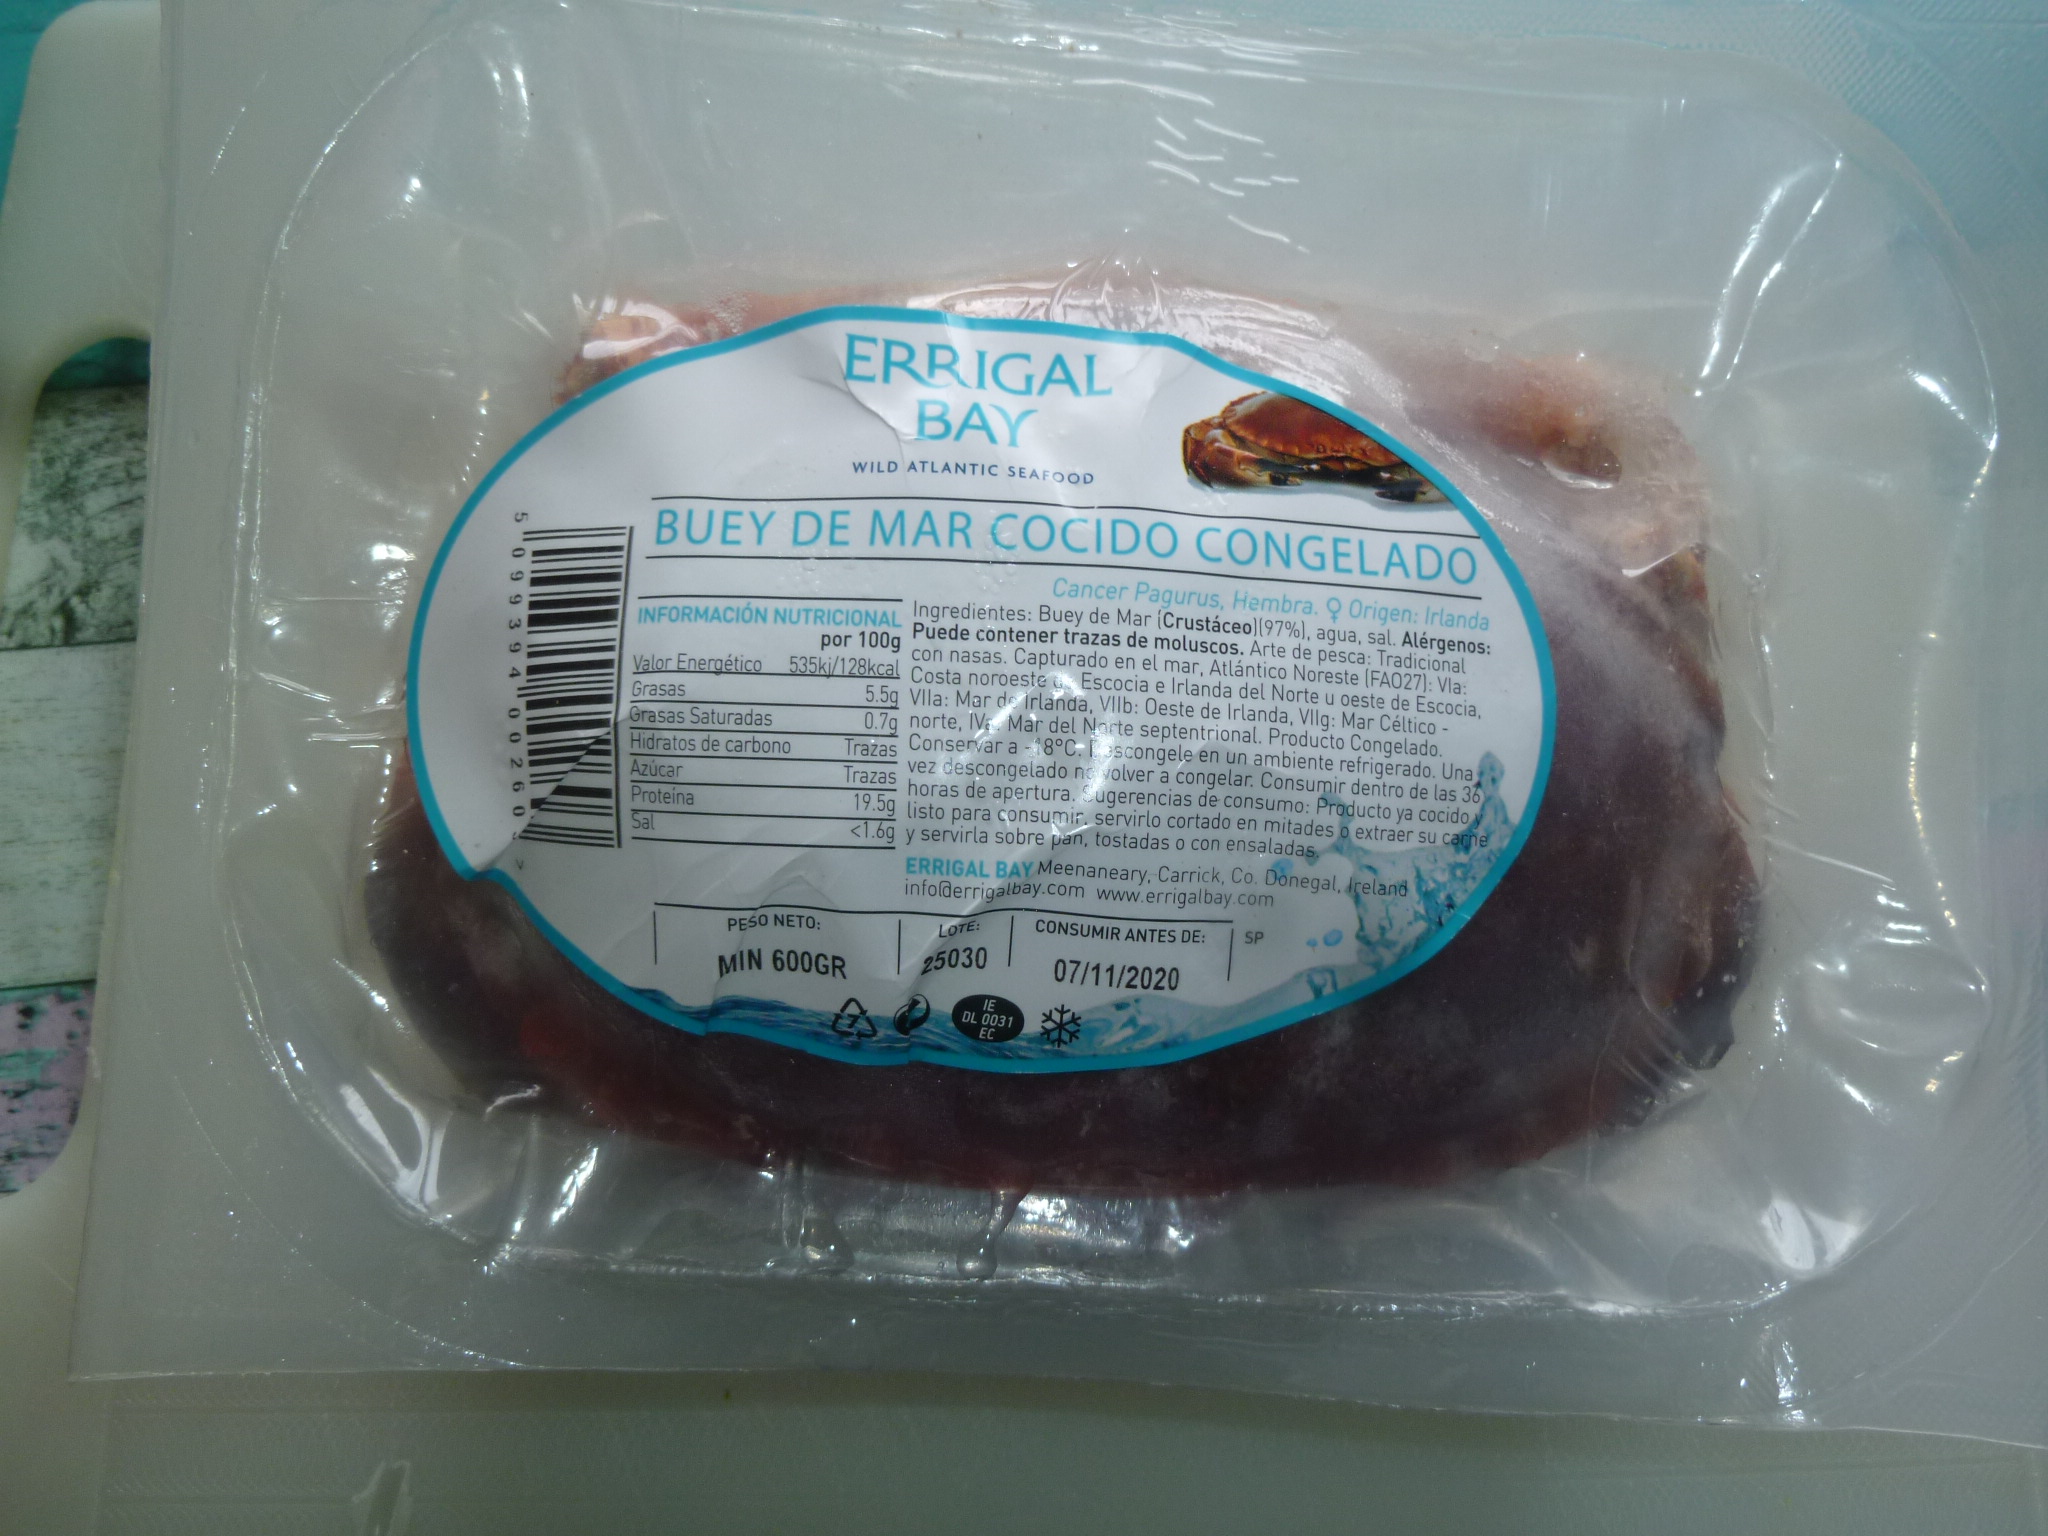 ERRIGAL
BAY
WILD ATLANTIC SEAFOOD
BUEY DE MAR COCIDO CONGELADO
Cancer Pagurus, Hembra. ♀ Origen: Irlanda
INFORMACIÓN NUTRICIONAL
por 100g
Valor Energético 535kj/128kcal
Grasas 5.5g
Grasas Saturadas 0.7g
Hidratos de carbono Trazas
Azúcar Trazas
Proteína 19.5g
Sal <1.6g
Ingredientes: Buey de Mar (Crustáceo)(97%), agua, sal. Alérgenos:
Puede contener trazas de moluscos. Arte de pesca: Tradicional
con nasas. Capturado en el mar, Atlántico Noreste (FAO27): VIa:
Costa noroeste de Escocia e Irlanda del Norte u oeste de Escocia,
VIIa: Mar de Irlanda, VIIb: Oeste de Irlanda, VIIg: Mar Céltico -
norte, IVa: Mar del Norte septentrional. Producto Congelado.
Conservar a -18°C. Descongele en un ambiente refrigerado. Una
vez descongelado no volver a congelar. Consumir dentro de las 36
horas de apertura. Sugerencias de consumo: Producto ya cocido y
listo para consumir, servirlo cortado en mitades o extraer su carne
y servirla sobre pan, tostadas o con ensaladas.
ERRIGAL BAY Meenaneary, Carrick, Co. Donegal, Ireland
info@errigalbay.com www.errigalbay.com
PESO NETO:
MIN 600GR
LOTE:
25030
CONSUMIR ANTES DE:
07/11/2020
SP
7
IE
DL 0031
EC
5 099394 00260